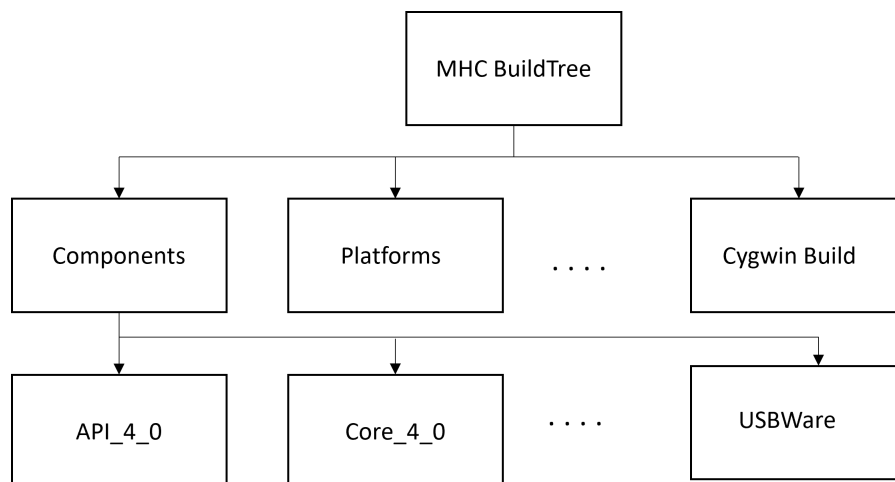 MHC BuildTree
Components
Platforms
. . . .
Cygwin Build
API_4_0
Core_4_0
. . . .
USBWare